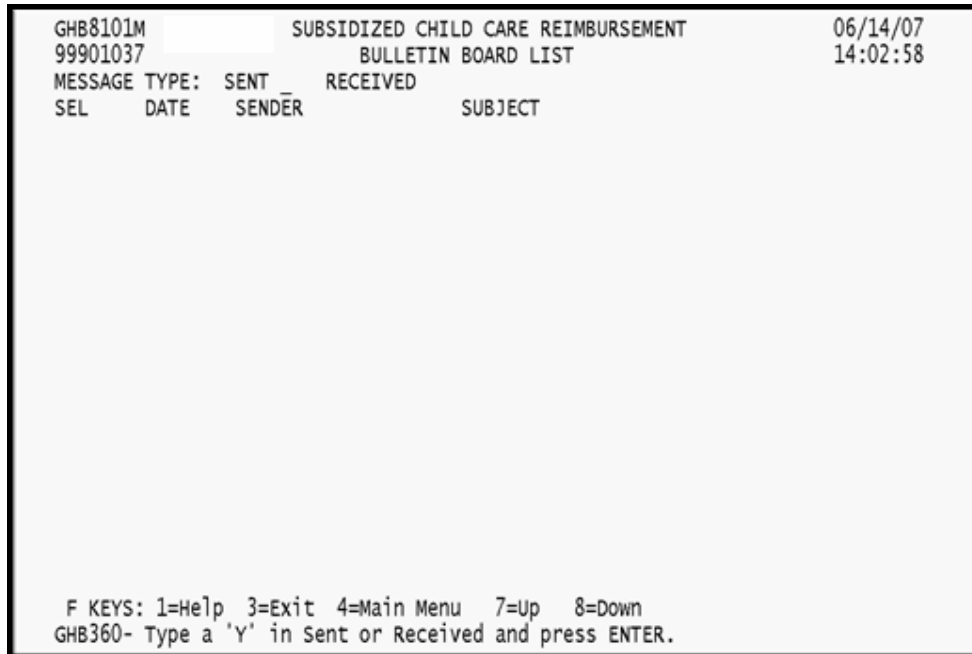 GHB8101M SUBSIDIZED CHILD CARE REIMBURSEMENT 06/14/07
99901037 BULLETIN BOARD LIST 14:02:58
MESSAGE TYPE: SENT _ RECEIVED
SEL DATE SENDER SUBJECT
F KEYS: 1=Help 3=Exit 4=Main Menu 7=Up 8=Down
GHB360- Type a 'Y' in Sent or Received and press ENTER.